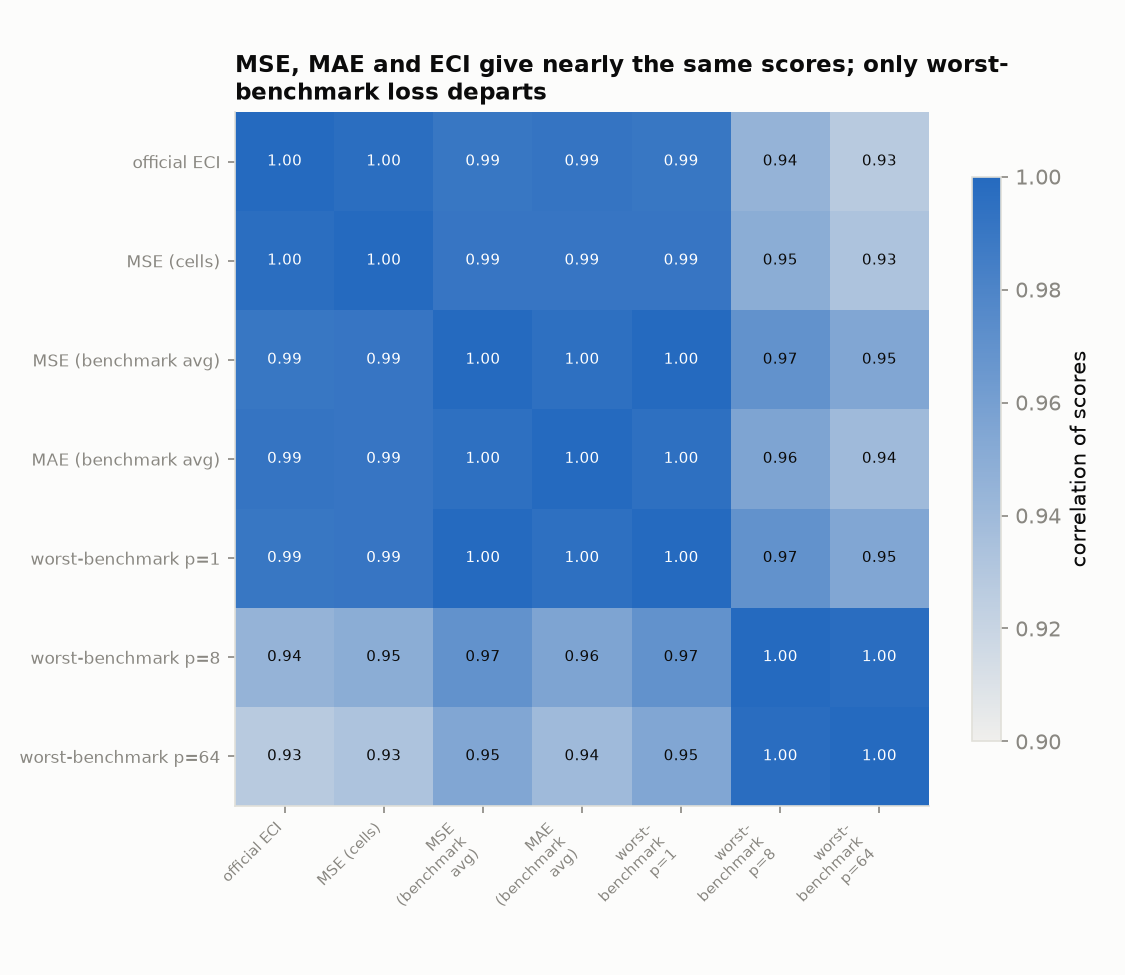 MSE, MAE and ECI give nearly the same scores; only worst-
benchmark loss departs
official ECI 1.00 1.00 0.99 0.99 0.99 0.94 0.93
MSE (cells) 1.00 1.00 0.99 0.99 0.99 0.95 0.93
MSE (benchmark avg) 0.99 0.99 1.00 1.00 1.00 0.97 0.95
MAE (benchmark avg) 0.99 0.99 1.00 1.00 1.00 0.96 0.94
worst-benchmark p=1 0.99 0.99 1.00 1.00 1.00 0.97 0.95
worst-benchmark p=8 0.94 0.95 0.97 0.96 0.97 1.00 1.00
worst-benchmark p=64 0.93 0.93 0.95 0.94 0.95 1.00 1.00
official ECI
MSE (cells)
MSE
(benchmark
avg)
MAE
(benchmark
avg)
worst-
benchmark
p=1
worst-
benchmark
p=8
worst-
benchmark
p=64
1.00
0.98
0.96
0.94
0.92
0.90
correlation of scores